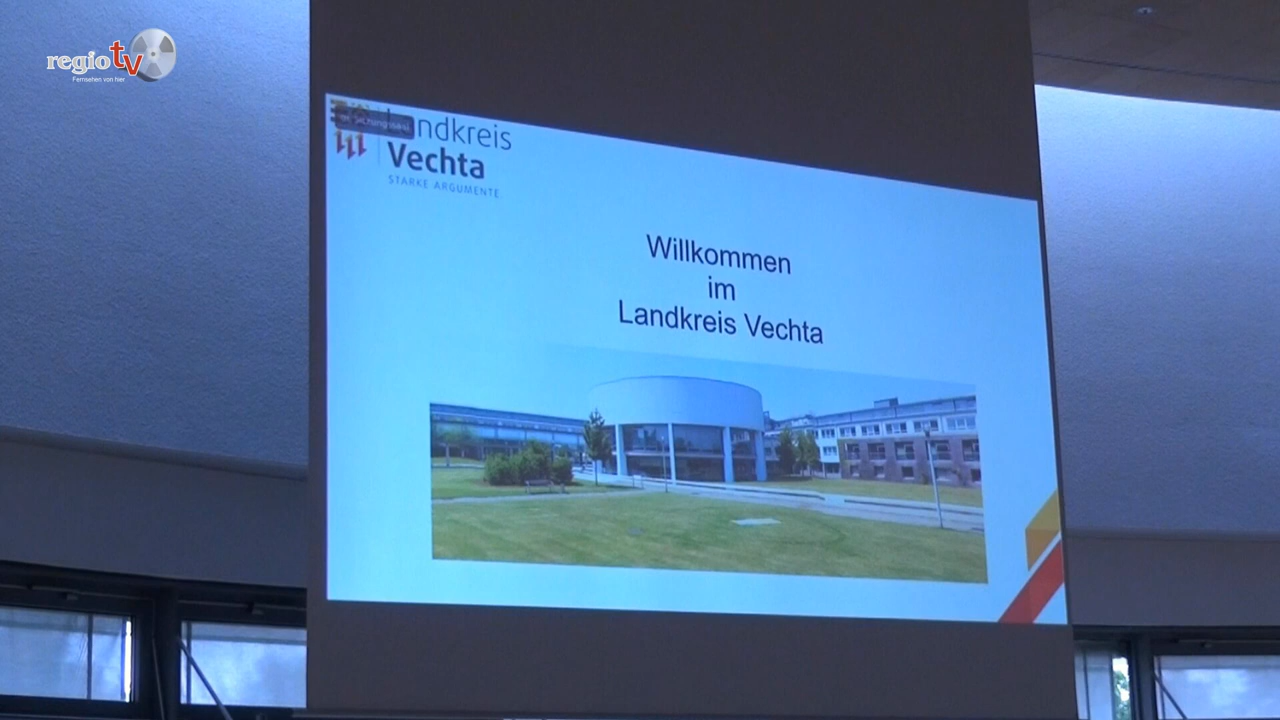 regio tv
Fernsehen von hier
Landkreis
Vechta
STARKE ARGUMENTE
Willkommen
im
Landkreis Vechta